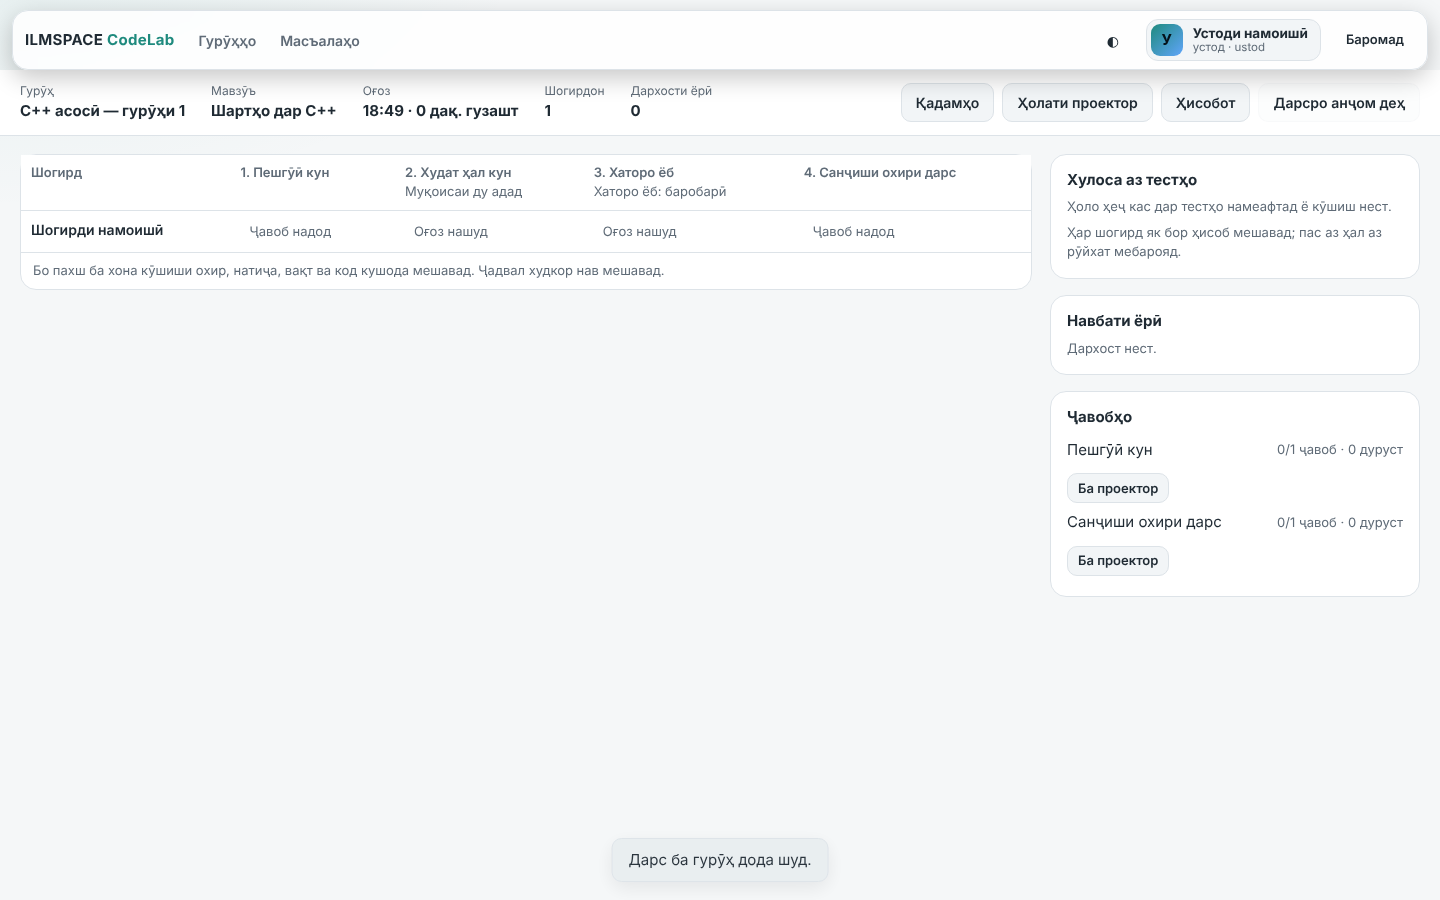 ILMSPACE CodeLab
Гурӯҳҳо
Масъалаҳо
◐
У
Устоди намоишӣ
устод · ustod
Баромад
Гурӯҳ
C++ асосӣ — гурӯҳи 1
Мавзӯъ
Шартҳо дар C++
Оғоз
18:49 · 0 дақ. гузашт
Шогирдон
1
Дархости ёрӣ
0
Қадамҳо
Ҳолати проектор
Ҳисобот
Дарсро анҷом деҳ
Шогирд
1. Пешгӯӣ кун
2. Худат ҳал кун
Муқоисаи ду адад
3. Хаторо ёб
Хаторо ёб: баробарӣ
4. Санҷиши охири дарс
Шогирди намоишӣ
Ҷавоб надод
Оғоз нашуд
Оғоз нашуд
Ҷавоб надод
Бо пахш ба хона кӯшиши охир, натиҷа, вақт ва код кушода мешавад. Ҷадвал худкор нав мешавад.
Хулоса аз тестҳо
Ҳоло ҳеҷ кас дар тестҳо намеафтад ё кӯшиш нест.
Ҳар шогирд як бор ҳисоб мешавад; пас аз ҳал аз
рӯйхат мебарояд.
Навбати ёрӣ
Дархост нест.
Ҷавобҳо
Пешгӯӣ кун
0/1 ҷавоб · 0 дуруст
Ба проектор
Санҷиши охири дарс
0/1 ҷавоб · 0 дуруст
Ба проектор
Дарс ба гурӯҳ дода шуд.